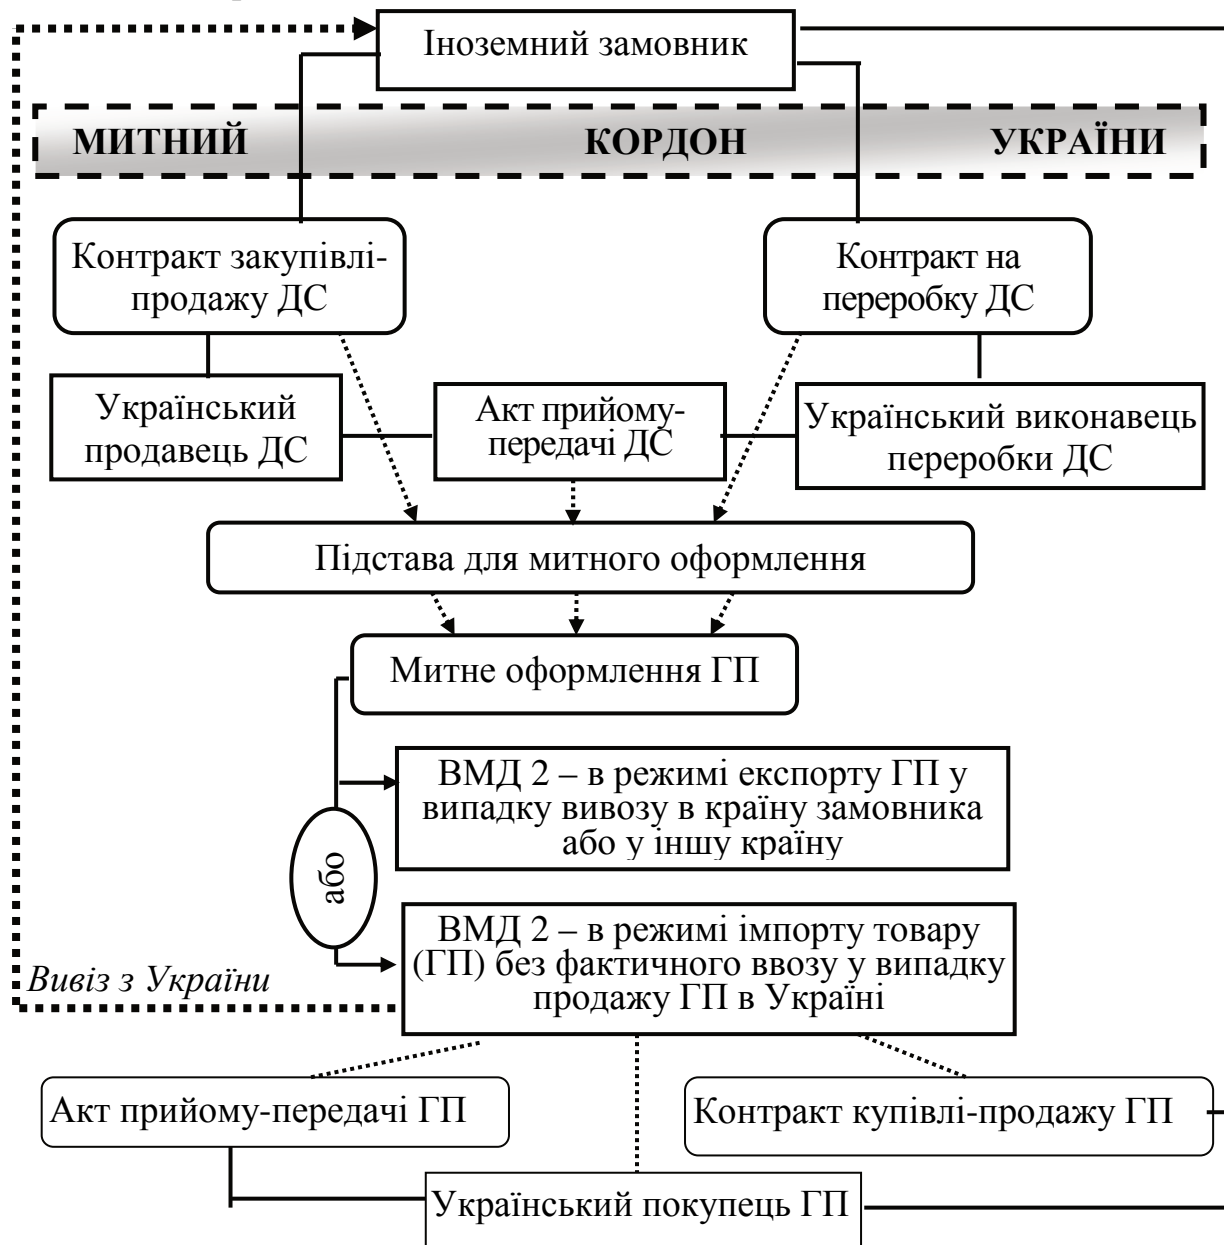 Іноземний замовник
МИТНИЙ КОРДОН УКРАЇНИ
Контракт закупівлі-
продажу ДС
Контракт на
переробку ДС
Український
продавець ДС
Акт прийому-
передачі ДС
Український виконавець
переробки ДС
Підстава для митного оформлення
Митне оформлення ГП
ВМД 2 – в режимі експорту ГП у
випадку вивозу в країну замовника
або у іншу країну
або
ВМД 2 – в режимі імпорту товару
(ГП) без фактичного ввозу у випадку
продажу ГП в Україні
Вивіз з України
Акт прийому-передачі ГП
Контракт купівлі-продажу ГП
Український покупець ГП